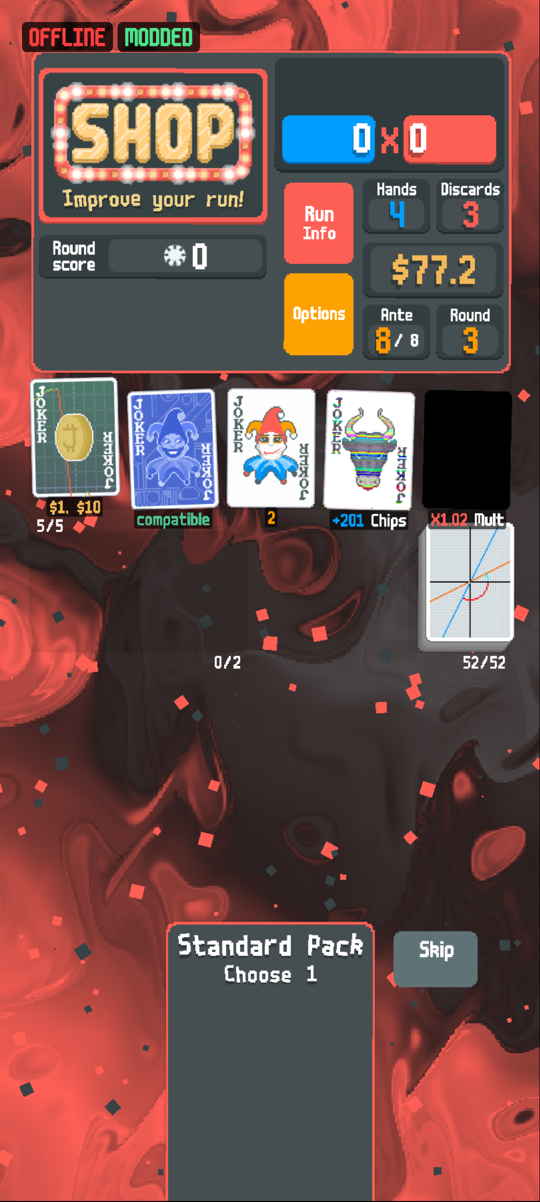 OFFLINE MODDED
SHOP
Improve your run!
0 X 0
Round score 0
Run Info
Options
Hands
4
Discards
3
$77.2
Ante
8 / 8
Round
3
JOKER
JOKER
JOKER
JOKER
JOKER
JOKER
JOKER
JOKER
$1, $10
compatible
2
+201 Chips
X1.02 Mult
5/5
0/2
52/52
Standard Pack
Choose 1
Skip